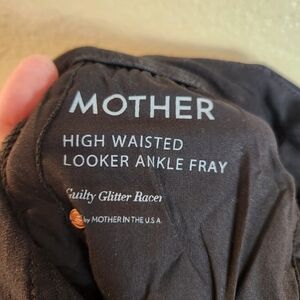 MOTHER
HIGH WAISTED
LOOKER ANKLE FRAY
Guilty Glitter Racer
by MOTHER IN THE U.S.A.